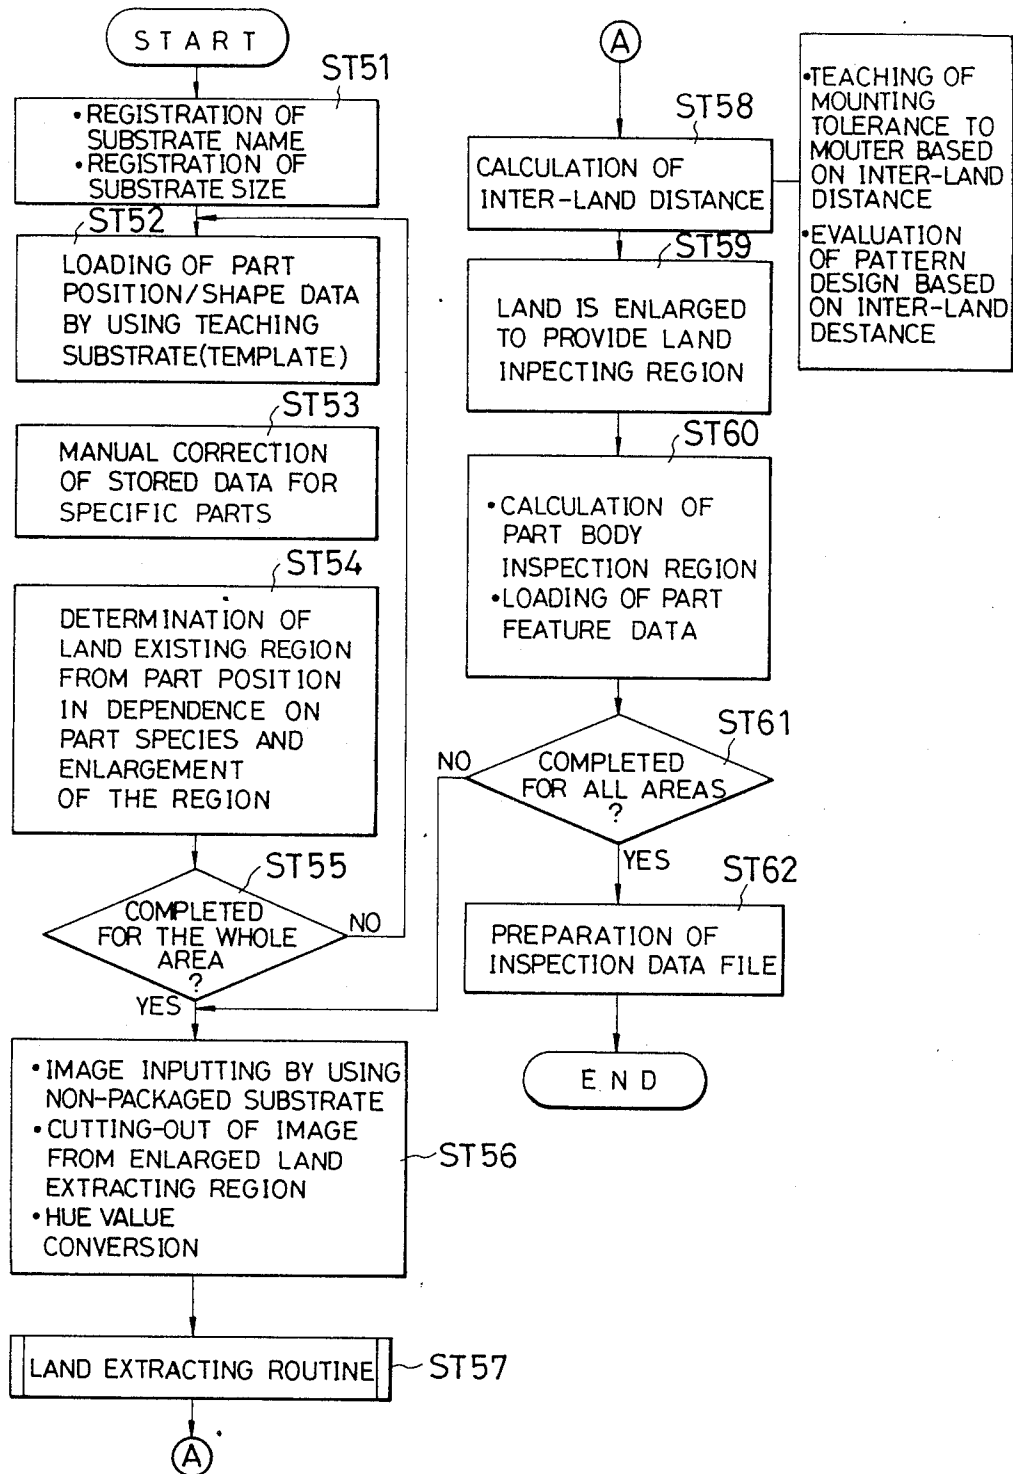 START
ST51
•REGISTRATION OF
SUBSTRATE NAME
•REGISTRATION OF
SUBSTRATE SIZE
ST52
LOADING OF PART
POSITION/SHAPE DATA
BY USING TEACHING
SUBSTRATE(TEMPLATE)
ST53
MANUAL CORRECTION
OF STORED DATA FOR
SPECIFIC PARTS
ST54
DETERMINATION OF
LAND EXISTING REGION
FROM PART POSITION
IN DEPENDENCE ON
PART SPECIES AND
ENLARGEMENT
OF THE REGION
ST55
COMPLETED
FOR THE WHOLE
AREA
?
NO
YES
•IMAGE INPUTTING BY USING
NON-PACKAGED SUBSTRATE
•CUTTING-OUT OF IMAGE
FROM ENLARGED LAND
EXTRACTING REGION
•HUE VALUE
CONVERSION
ST56
LAND EXTRACTING ROUTINE
ST57
A
A
ST58
CALCULATION OF
INTER-LAND DISTANCE
•TEACHING OF
MOUNTING
TOLERANCE TO
MOUTER BASED
ON INTER-LAND
DISTANCE
•EVALUATION
OF PATTERN
DESIGN BASED
ON INTER-LAND
DESTANCE
ST59
LAND IS ENLARGED
TO PROVIDE LAND
INPECTING REGION
ST60
•CALCULATION OF
PART BODY
INSPECTION REGION
•LOADING OF PART
FEATURE DATA
ST61
COMPLETED
FOR ALL AREAS
?
NO
YES
ST62
PREPARATION OF
INSPECTION DATA FILE
END